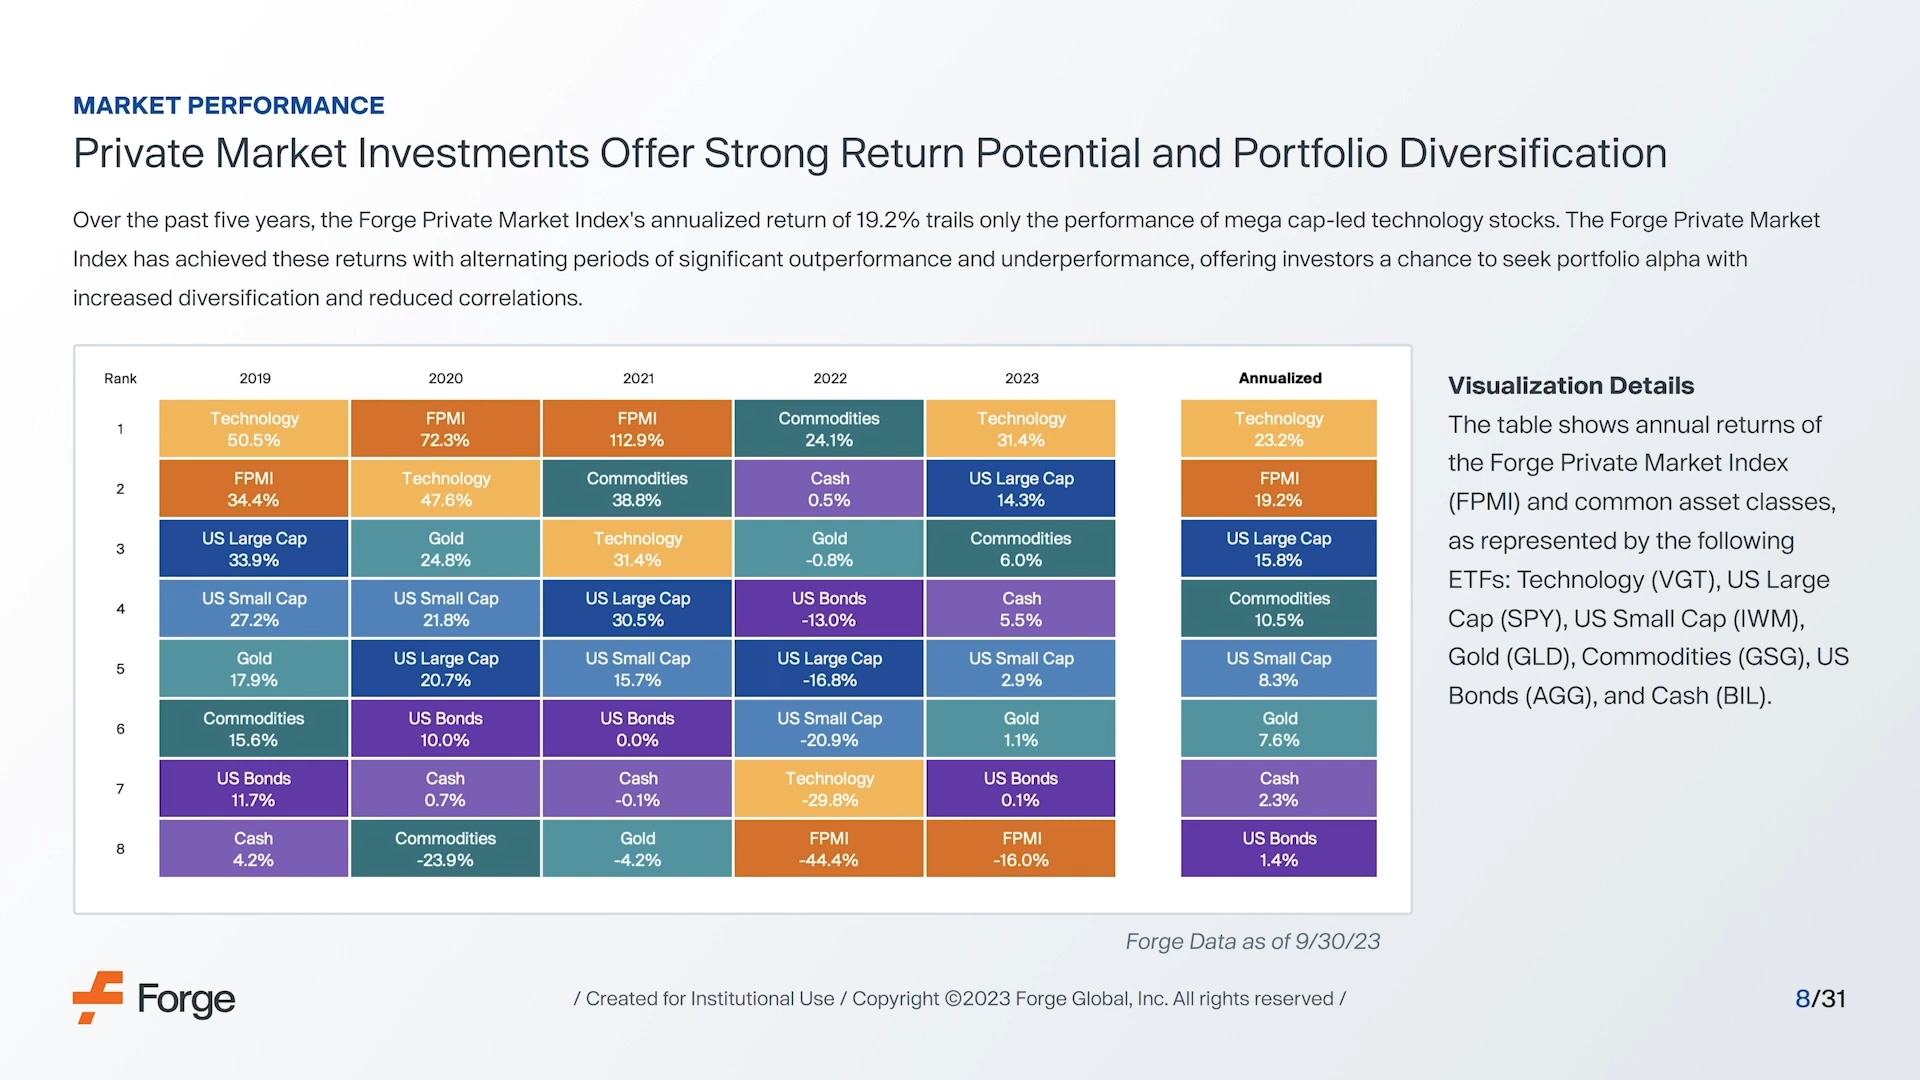 MARKET PERFORMANCE
Private Market Investments Offer Strong Return Potential and Portfolio Diversification
Over the past five years, the Forge Private Market Index's annualized return of 19.2% trails only the performance of mega cap-led technology stocks. The Forge Private Market
Index has achieved these returns with alternating periods of significant outperformance and underperformance, offering investors a chance to seek portfolio alpha with
increased diversification and reduced correlations.
Rank 2019 2020 2021 2022 2023 Annualized
1 Technology FPMI FPMI Commodities Technology Technology
50.5% 72.3% 112.9% 24.1% 31.4% 23.2%
2 FPMI Technology Commodities Cash US Large Cap FPMI
34.4% 47.6% 38.8% 0.5% 14.3% 19.2%
3 US Large Cap Gold Technology Gold Commodities US Large Cap
33.9% 24.8% 31.4% -0.8% 6.0% 15.8%
4 US Small Cap US Small Cap US Large Cap US Bonds Cash Commodities
27.2% 21.8% 30.5% -13.0% 5.5% 10.5%
5 Gold US Large Cap US Small Cap US Large Cap US Small Cap US Small Cap
17.9% 20.7% 15.7% -16.8% 2.9% 8.3%
6 Commodities US Bonds US Bonds US Small Cap Gold Gold
15.6% 10.0% 0.0% -20.9% 1.1% 7.6%
7 US Bonds Cash Cash Technology US Bonds Cash
11.7% 0.7% -0.1% -29.8% 0.1% 2.3%
8 Cash Commodities Gold FPMI FPMI US Bonds
4.2% -23.9% -4.2% -44.4% -16.0% 1.4%
Visualization Details
The table shows annual returns of
the Forge Private Market Index
(FPMI) and common asset classes,
as represented by the following
ETFs: Technology (VGT), US Large
Cap (SPY), US Small Cap (IWM),
Gold (GLD), Commodities (GSG), US
Bonds (AGG), and Cash (BIL).
Forge Data as of 9/30/23
Forge
/ Created for Institutional Use / Copyright ©2023 Forge Global, Inc. All rights reserved /
8/31